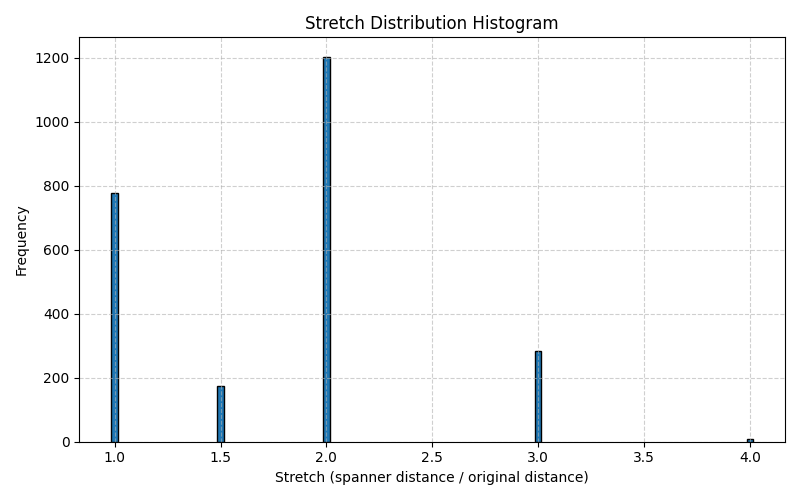 Stretch Distribution Histogram
Frequency
1200
1000
800
600
400
200
0
1.0 1.5 2.0 2.5 3.0 3.5 4.0
Stretch (spanner distance / original distance)